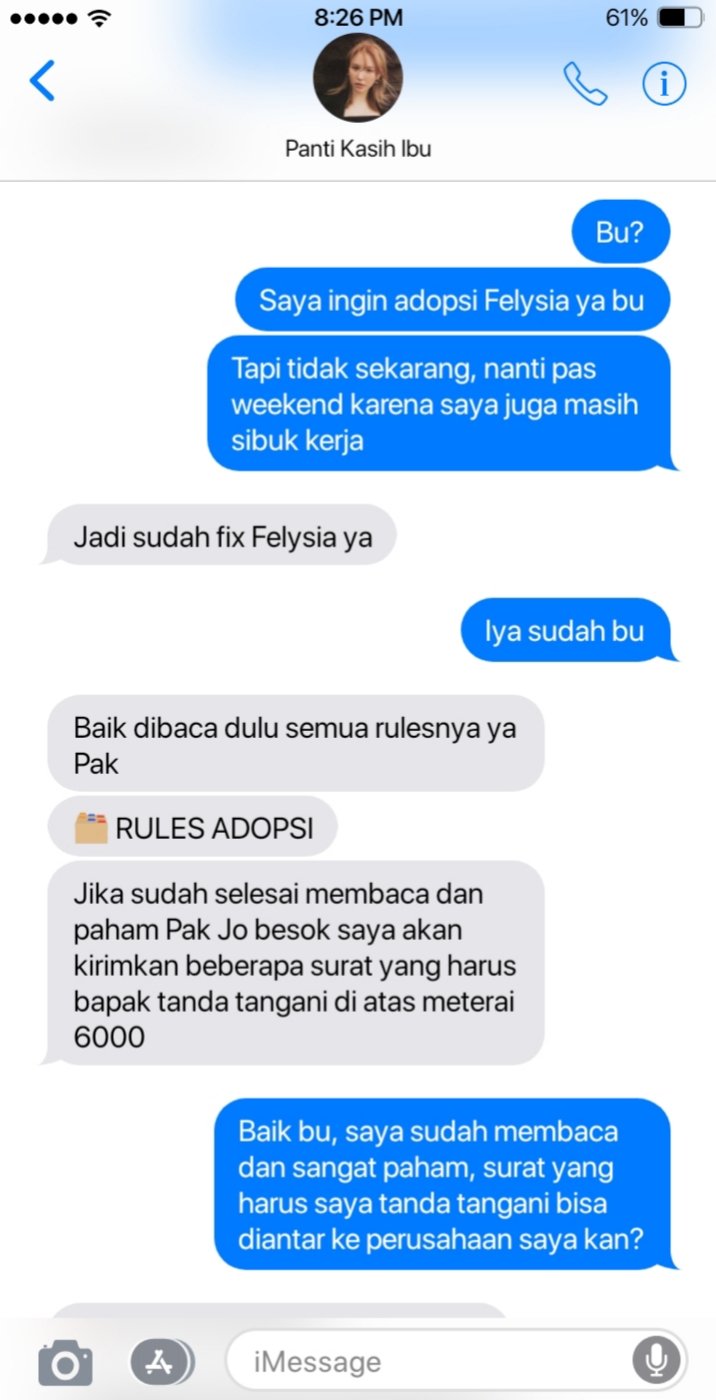 8:26 PM
61%
Panti Kasih Ibu
Bu?
Saya ingin adopsi Felysia ya bu
Tapi tidak sekarang, nanti pas
weekend karena saya juga masih
sibuk kerja
Jadi sudah fix Felysia ya
Iya sudah bu
Baik dibaca dulu semua rulesnya ya
Pak
🗂️ RULES ADOPSI
Jika sudah selesai membaca dan
paham Pak Jo besok saya akan
kirimkan beberapa surat yang harus
bapak tanda tangani di atas meterai
6000
Baik bu, saya sudah membaca
dan sangat paham, surat yang
harus saya tanda tangani bisa
diantar ke perusahaan saya kan?
iMessage